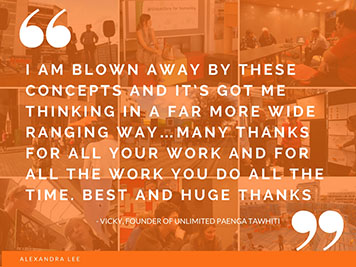 “
I AM BLOWN AWAY BY THESE
CONCEPTS AND IT'S GOT ME
THINKING IN A FAR MORE WIDE
RANGING WAY...MANY THANKS
FOR ALL YOUR WORK AND FOR
ALL THE WORK YOU DO ALL THE
TIME. BEST AND HUGE THANKS
- VICKY, FOUNDER OF UNLIMITED PAENGA TAWHITI
”
ALEXANDRA LEE